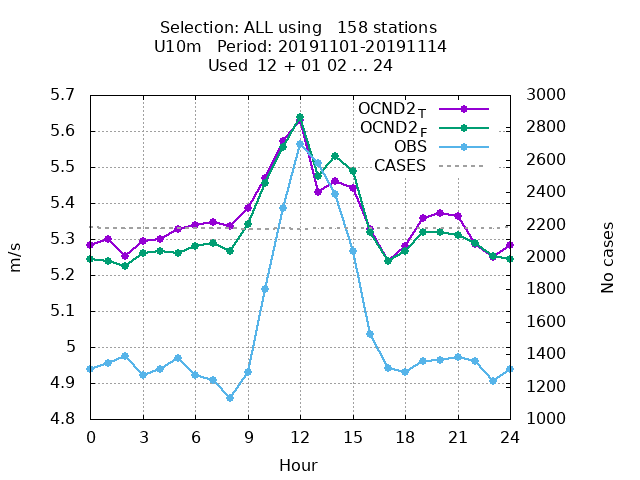 Selection: ALL using   158 stations
U10m   Period: 20191101-20191114
Used  12 + 01 02 ... 24
5.7
5.6
5.5
5.4
5.3
5.2
5.1
5
4.9
4.8
m/s
OCND2T
OCND2F
OBS
CASES
3000
2800
2600
2400
2200
2000
1800
1600
1400
1200
1000
No cases
0 3 6 9 12 15 18 21 24
Hour